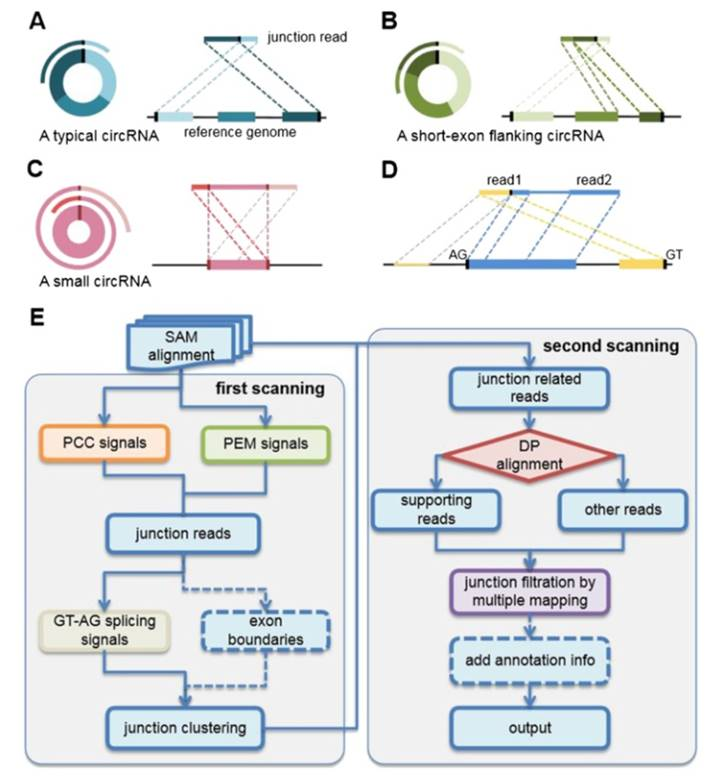 A
junction read
A typical circRNA
reference genome
B
A short-exon flanking circRNA
C
A small circRNA
D
read1
read2
AG
GT
E
SAM
alignment
first scanning
PCC signals
PEM signals
junction reads
GT-AG splicing
signals
exon
boundaries
junction clustering
second scanning
junction related
reads
DP
alignment
supporting
reads
other reads
junction filtration by
multiple mapping
add annotation info
output